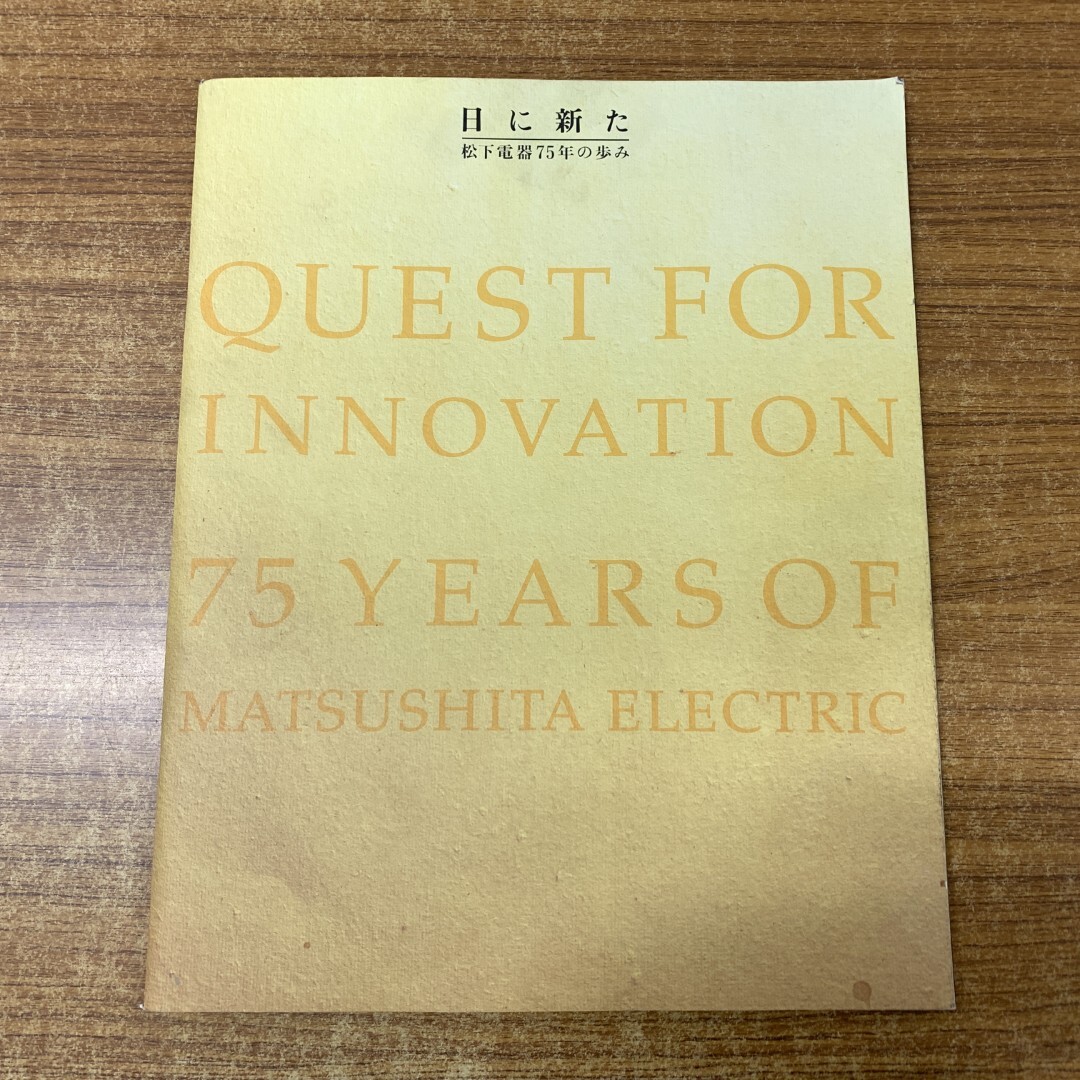 日に新た
松下電器75年の歩み
QUEST FOR
INNOVATION
75 YEARS OF
MATSUSHITA ELECTRIC